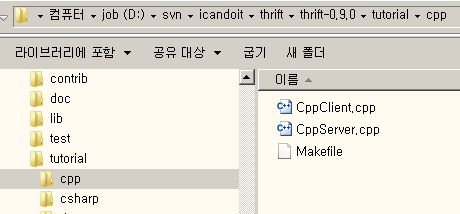 컴퓨터 ▸ job (D:) ▸ svn ▸ icandoit ▸ thrift ▸ thrift-0.9.0 ▸ tutorial ▸ cpp
라이브러리에 포함 공유 대상 굽기 새 폴더
contrib
doc
lib
test
tutorial
cpp
csharp
이름
CppClient.cpp
CppServer.cpp
Makefile